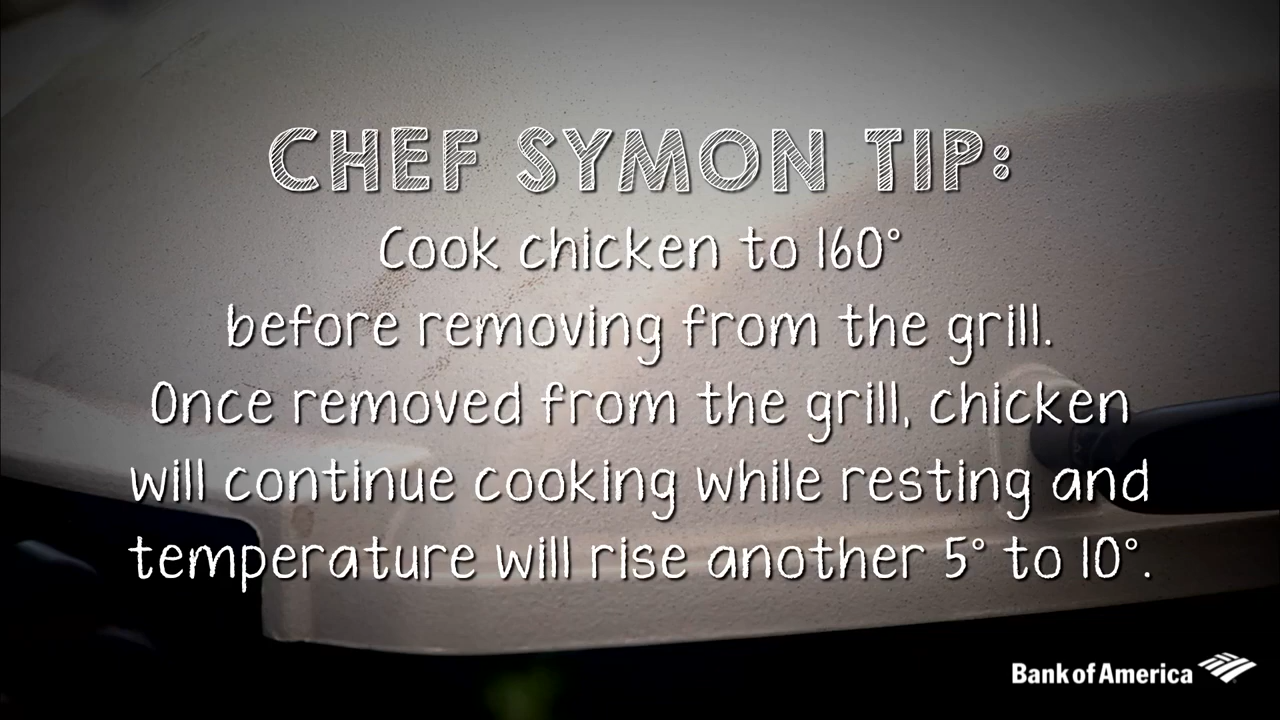 CHEF SYMON TIP:
Cook chicken to 160°
before removing from the grill.
Once removed from the grill, chicken
will continue cooking while resting and
temperature will rise another 5° to 10°.
Bank of America